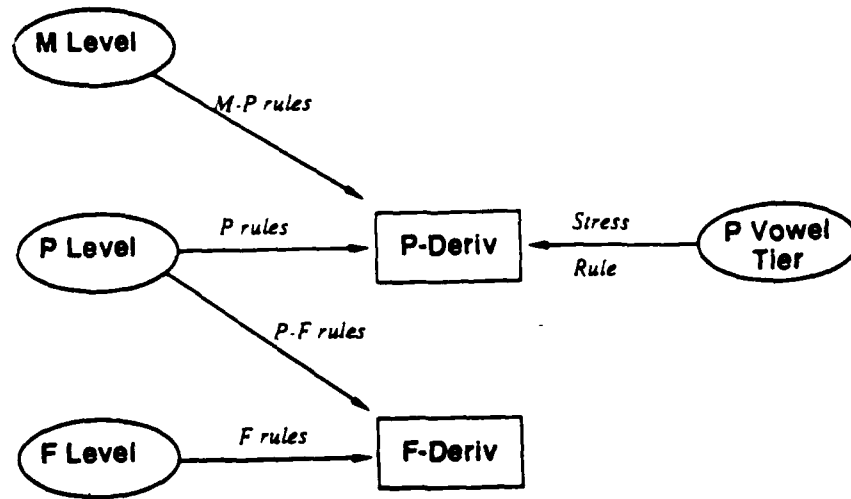 M Level
M-P rules
P Level
P rules
P-Deriv
Stress
Rule
P Vowel
Tier
P-F rules
F Level
F rules
F-Deriv